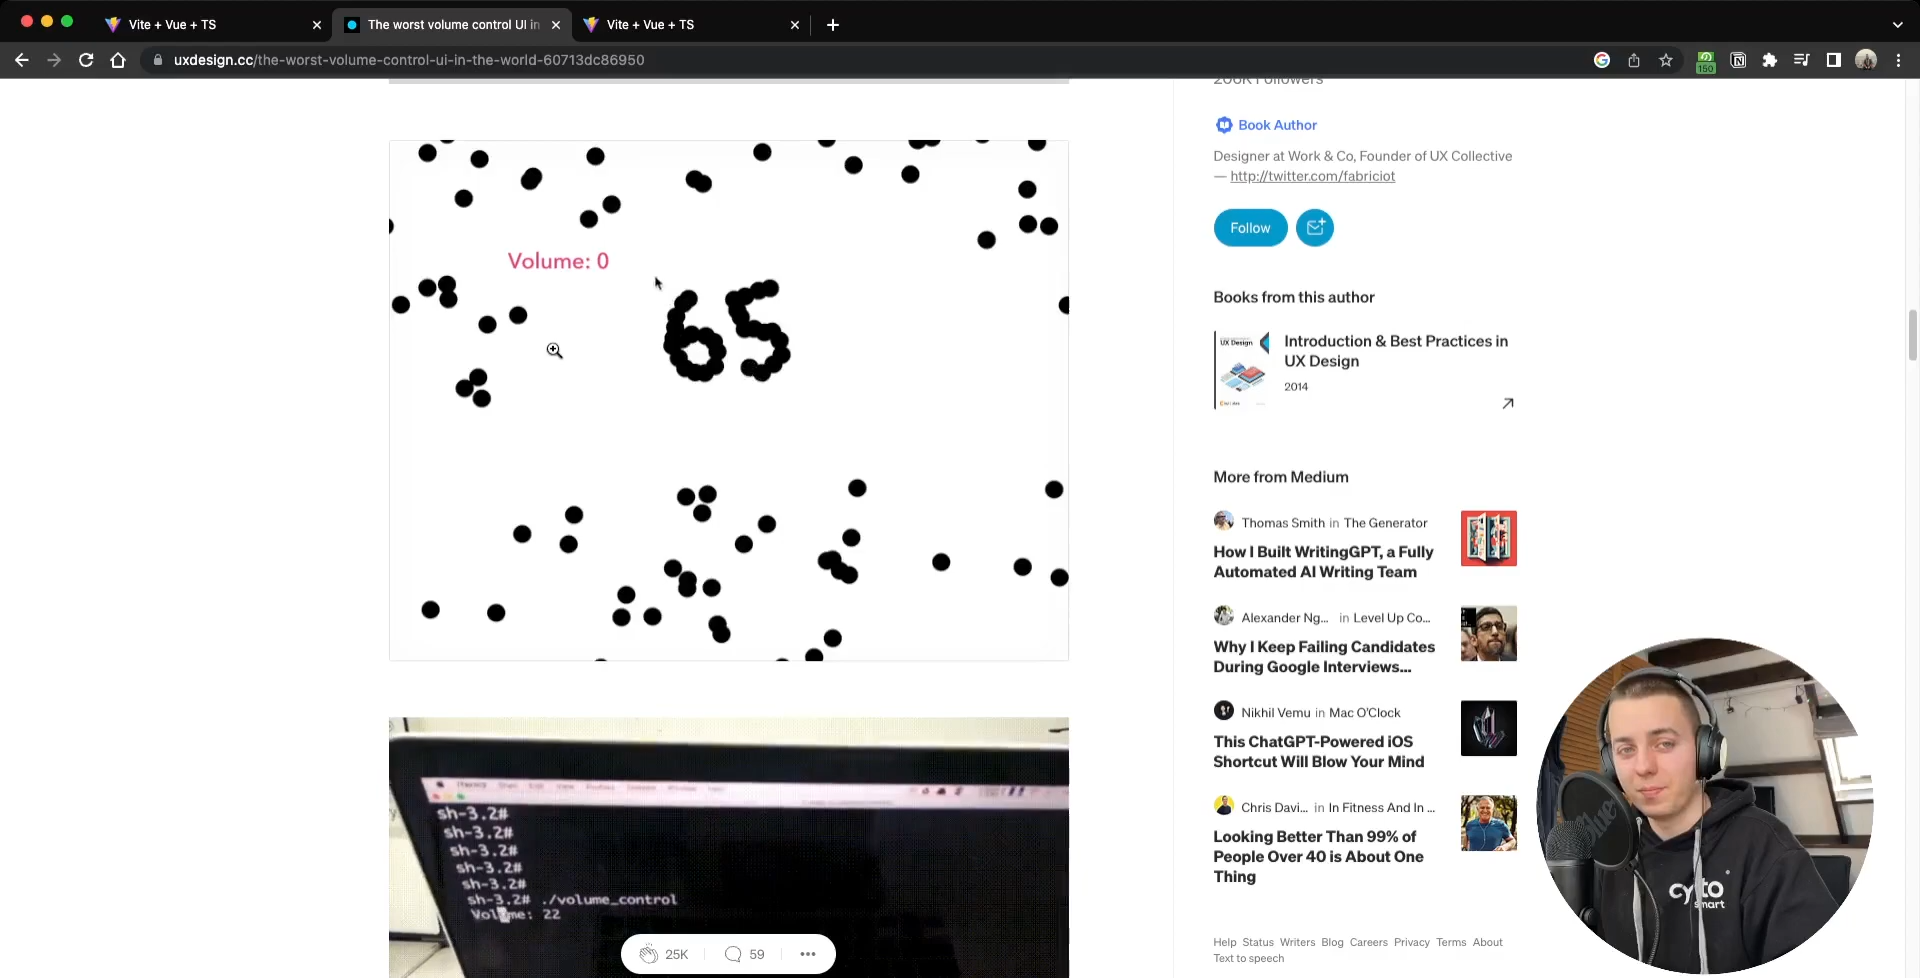 Vite + Vue + TS
The worst volume control UI in
Vite + Vue + TS
uxdesign.cc/the-worst-volume-control-ui-in-the-world-60713dc86950
150
206K Followers
Book Author
Designer at Work & Co, Founder of UX Collective
— http://twitter.com/fabriciot
Follow
Volume: 0
65
Books from this author
UX Design
Introduction & Best Practices in
UX Design
2014
More from Medium
Thomas Smith in The Generator
How I Built WritingGPT, a Fully
Automated AI Writing Team
Alexander Ng... in Level Up Co...
Why I Keep Failing Candidates
During Google Interviews...
Nikhil Vemu in Mac O'Clock
This ChatGPT-Powered iOS
Shortcut Will Blow Your Mind
Chris Davi... in Fitness And In ...
Looking Better Than 99% of
People Over 40 is About One
Thing
sh-3.2#
sh-3.2#
sh-3.2#
sh-3.2#
sh-3.2#
sh-3.2# ./volume_control
Volume: 22
25K
59
Help Status Writers Blog Careers Privacy Terms About
Text to speech
Blue
smart